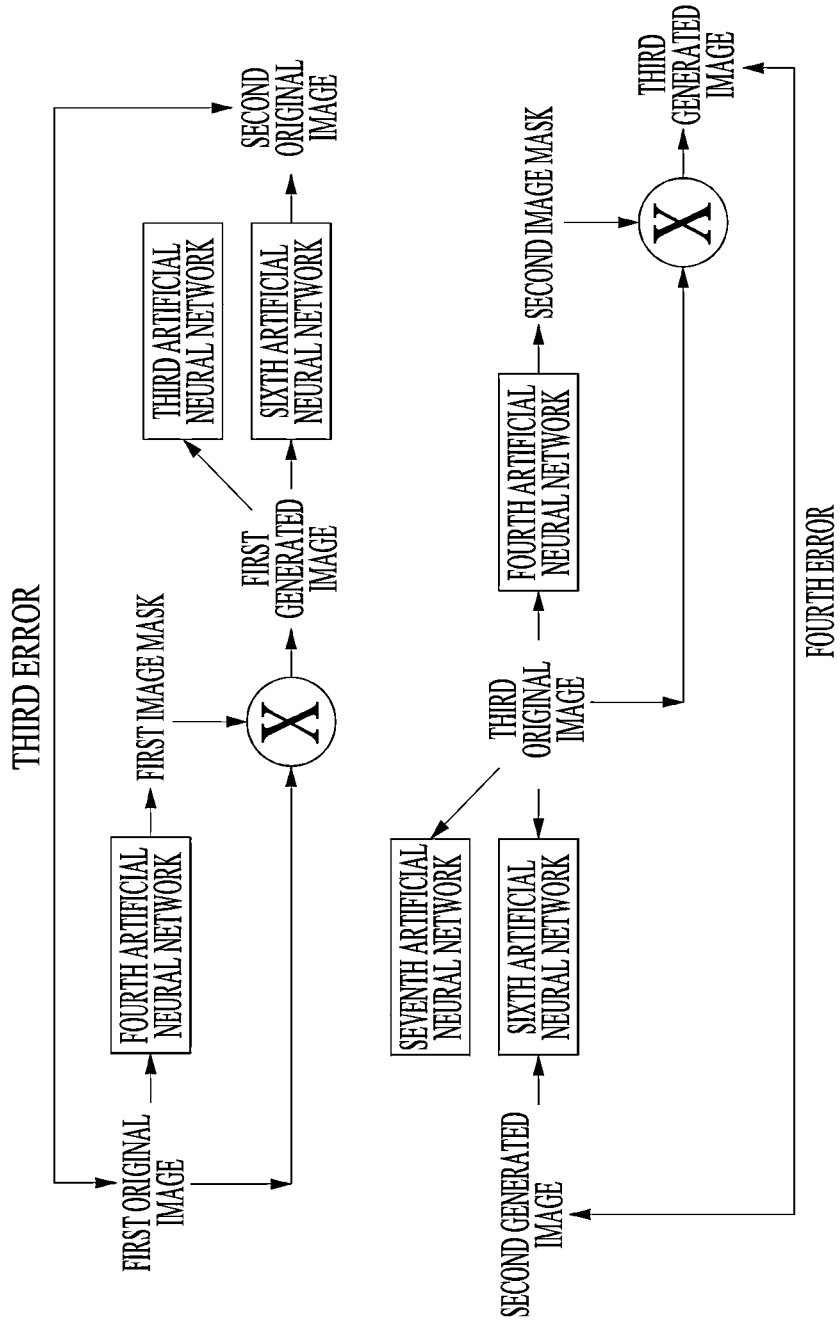 THIRD ERROR
FIRST ORIGINAL
IMAGE
FOURTH ARTIFICIAL
NEURAL NETWORK
FIRST IMAGE MASK
X
FIRST
GENERATED
IMAGE
THIRD ARTIFICIAL
NEURAL NETWORK
SIXTH ARTIFICIAL
NEURAL NETWORK
SECOND
ORIGINAL
IMAGE
SECOND GENERATED
IMAGE
SEVENTH ARTIFICIAL
NEURAL NETWORK
SIXTH ARTIFICIAL
NEURAL NETWORK
THIRD
ORIGINAL
IMAGE
FOURTH ARTIFICIAL
NEURAL NETWORK
SECOND IMAGE MASK
X
THIRD
GENERATED
IMAGE
FOURTH ERROR